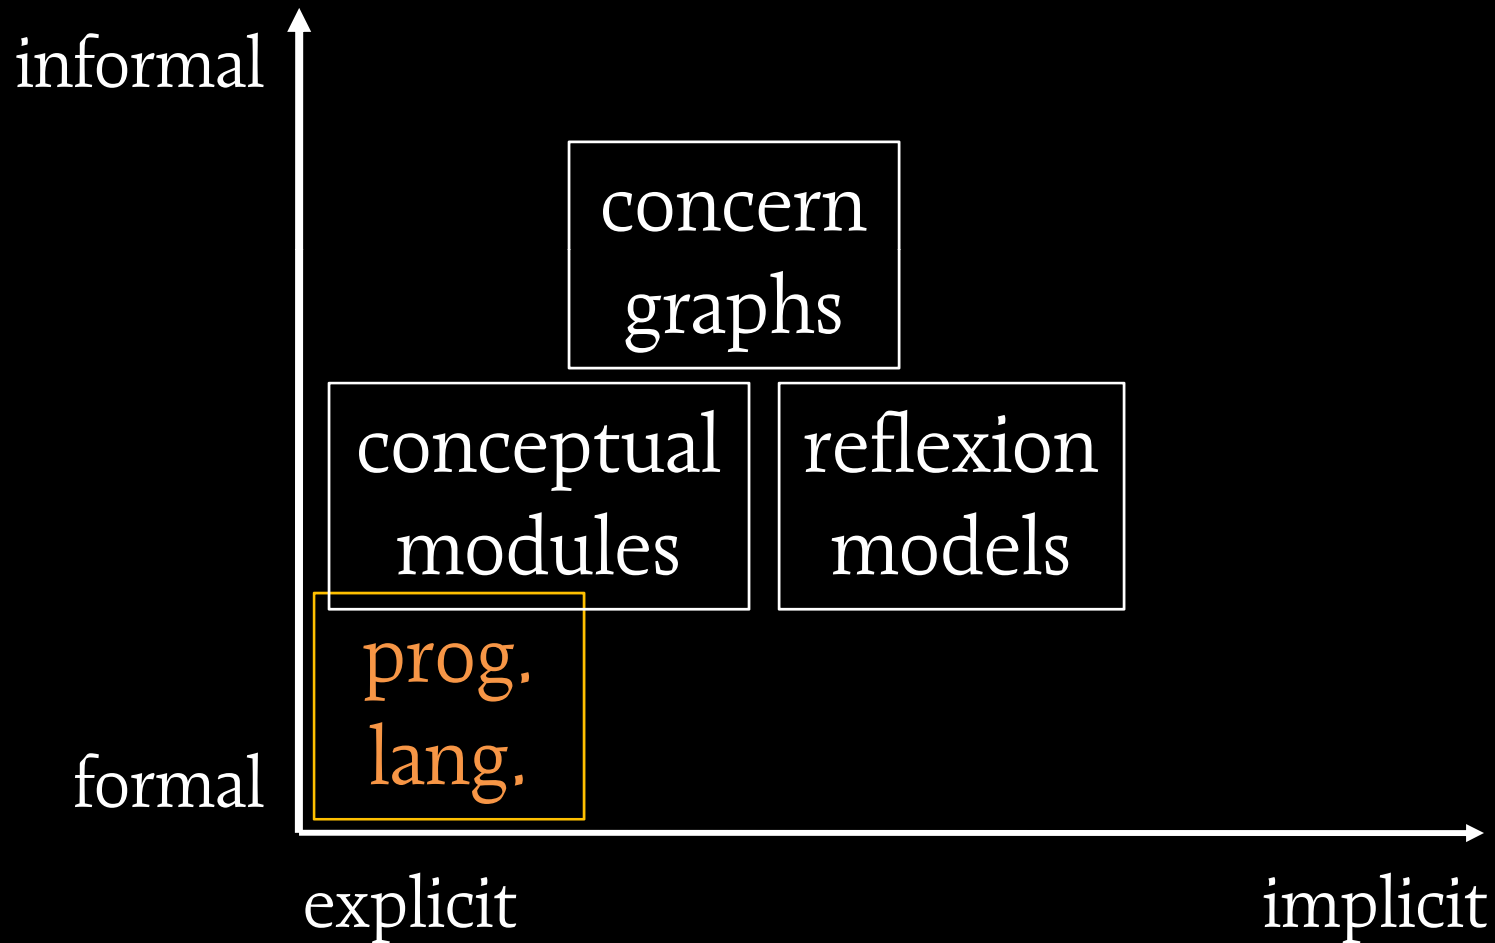 informal
concern
graphs
conceptual
modules
reflexion
models
prog.
lang.
formal
explicit
implicit